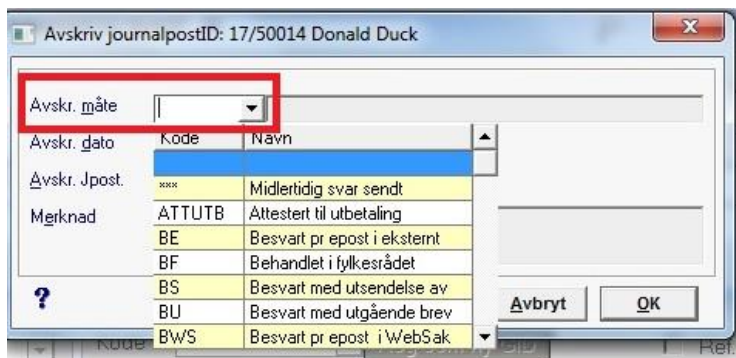 Avskriv journalpostID: 17/50014 Donald Duck
Avskr. måte
Avskr. dato
Avskr. Jpost.
Merknad
Kode Navn
*** Midlertidig svar sendt
ATTUTB Attestert til utbetaling
BE Besvart pr epost i eksternt
BF Behandlet i fylkesrådet
BS Besvart med utsendelse av
BU Besvart med utgående brev
BWS Besvart pr epost i WebSak
?
Avbryt
OK
Kode
Ref.